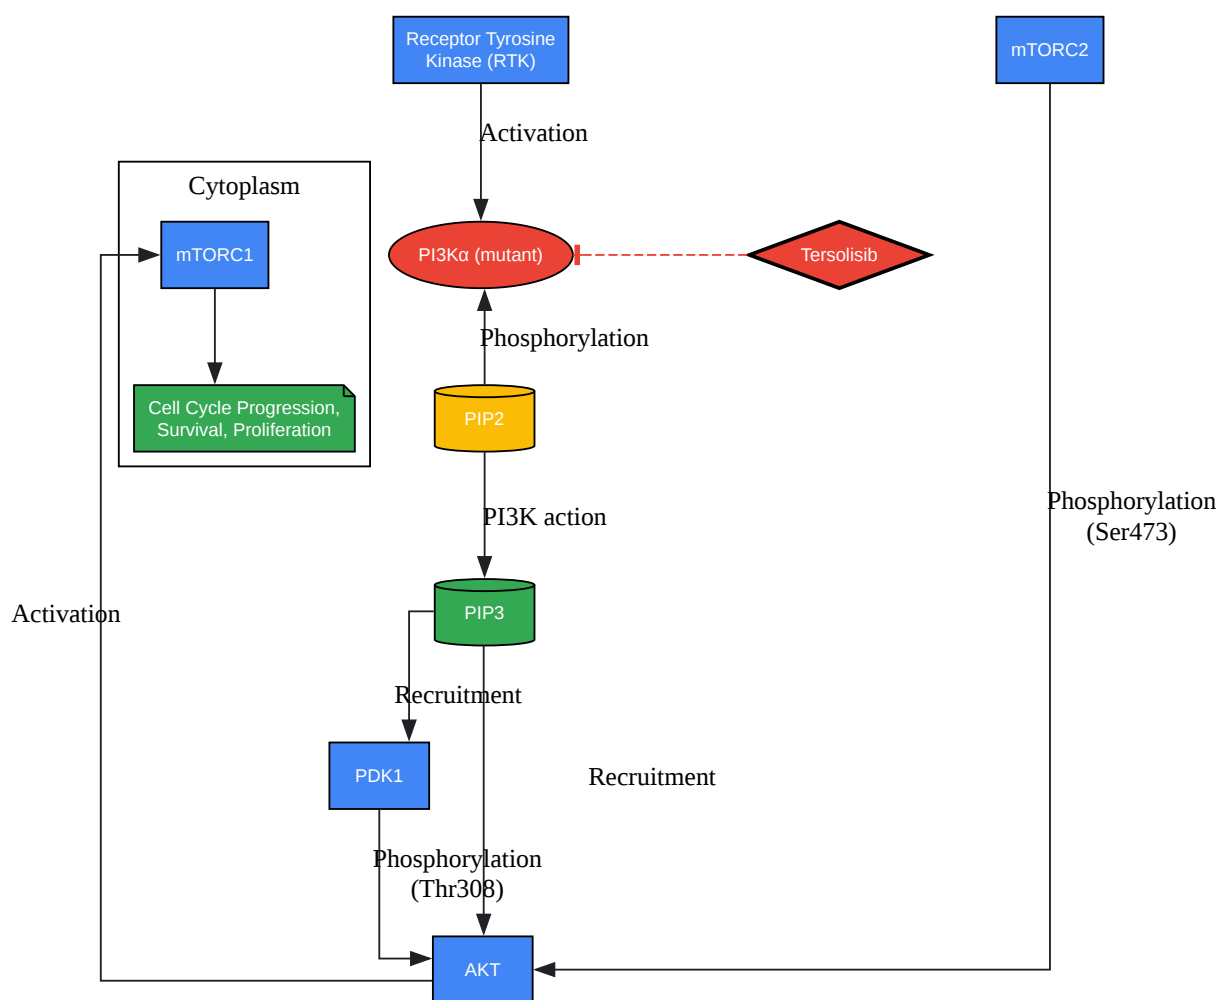 Receptor Tyrosine
Kinase (RTK)
mTORC2
Activation
Cytoplasm
mTORC1
PI3Kα (mutant)
Tersolisib
Phosphorylation
Cell Cycle Progression,
Survival, Proliferation
PIP2
PI3K action
Phosphorylation
(Ser473)
Activation
PIP3
Recruitment
PDK1
Recruitment
Phosphorylation
(Thr308)
AKT